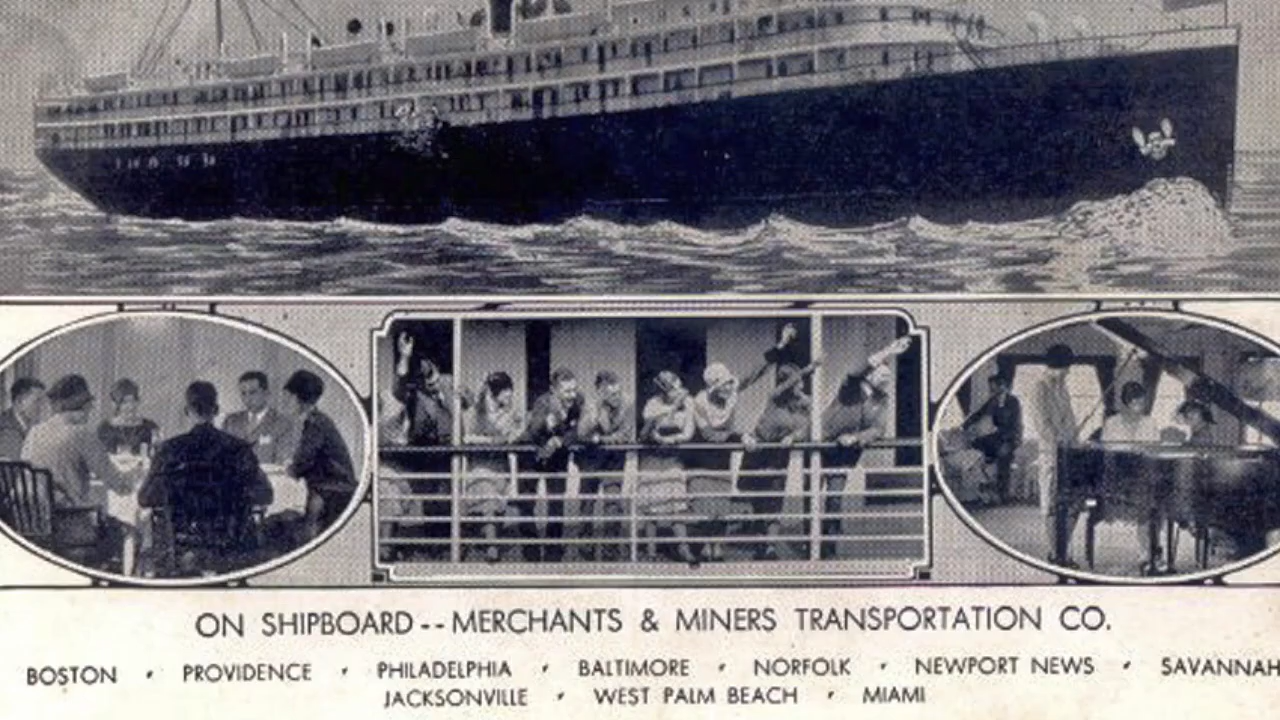 ON SHIPBOARD -- MERCHANTS & MINERS TRANSPORTATION CO.
BOSTON • PROVIDENCE • PHILADELPHIA • BALTIMORE • NORFOLK • NEWPORT NEWS • SAVANNAH
JACKSONVILLE • WEST PALM BEACH • MIAMI